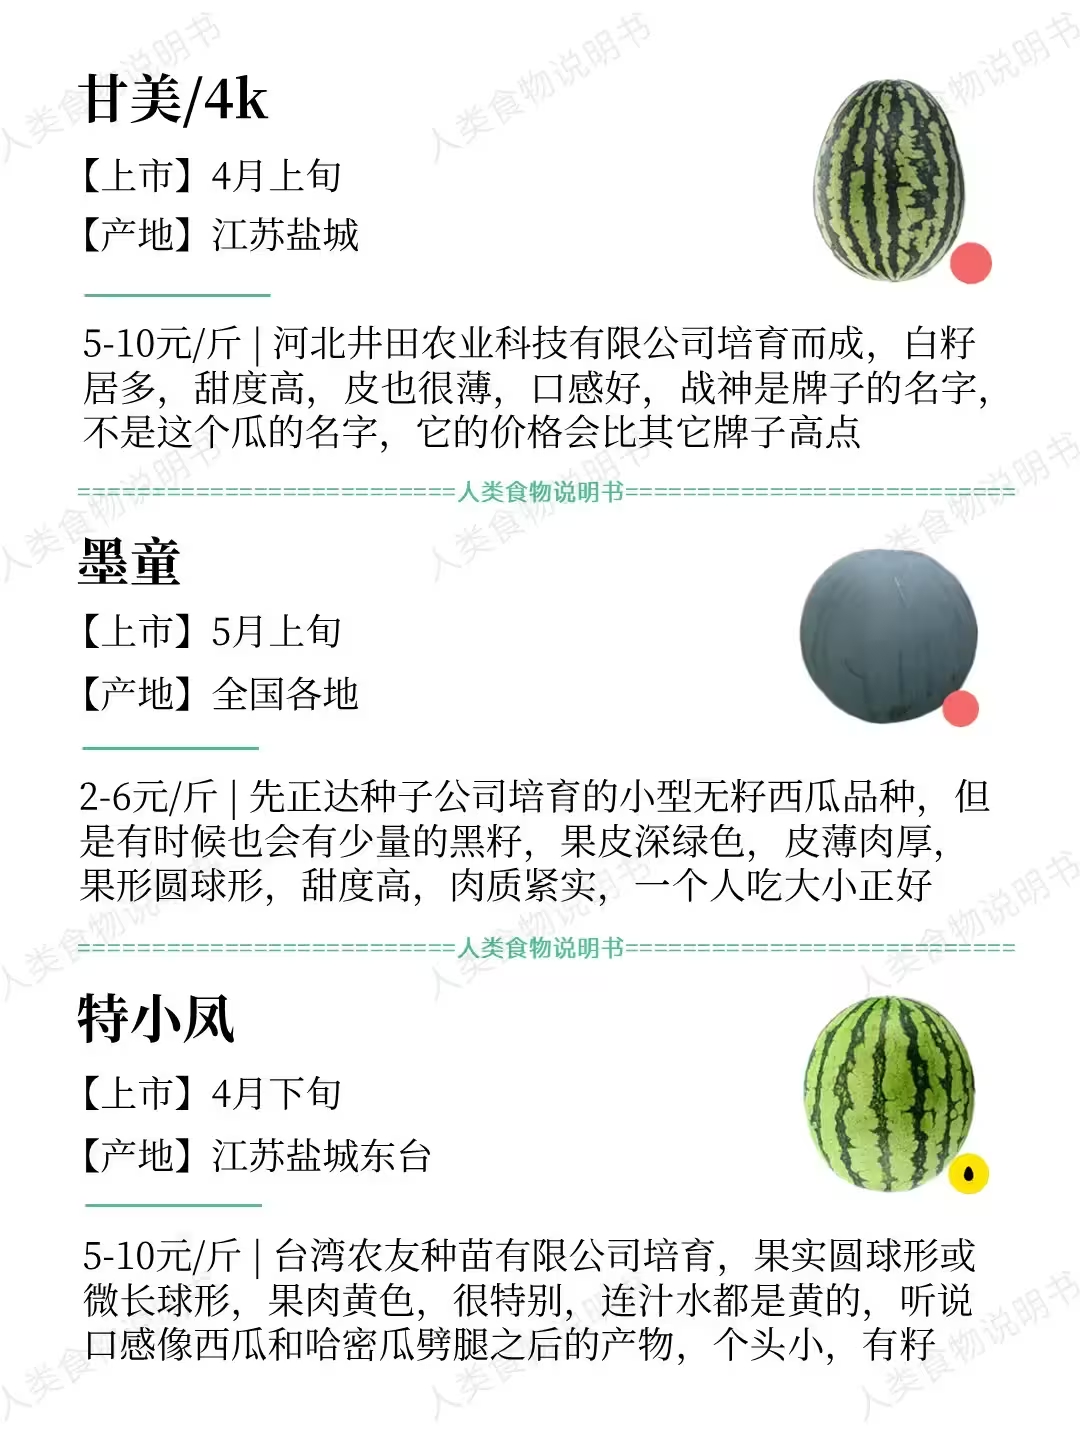 甘美/4k
【上市】4月上旬
【产地】江苏盐城
5-10元/斤 | 河北井田农业科技有限公司培育而成，白籽
居多，甜度高，皮也很薄，口感好，战神是牌子的名字，
不是这个瓜的名字，它的价格会比其它牌子高点
==========================人类食物说明书==========================
墨童
【上市】5月上旬
【产地】全国各地
2-6元/斤 | 先正达种子公司培育的小型无籽西瓜品种，但
是有时候也会有少量的黑籽，果皮深绿色，皮薄肉厚，
果形圆球形，甜度高，肉质紧实，一个人吃大小正好
==========================人类食物说明书==========================
特小凤
【上市】4月下旬
【产地】江苏盐城东台
5-10元/斤 | 台湾农友种苗有限公司培育，果实圆球形或
微长球形，果肉黄色，很特别，连汁水都是黄的，听说
口感像西瓜和哈密瓜劈腿之后的产物，个头小，有籽
人类食物说明书